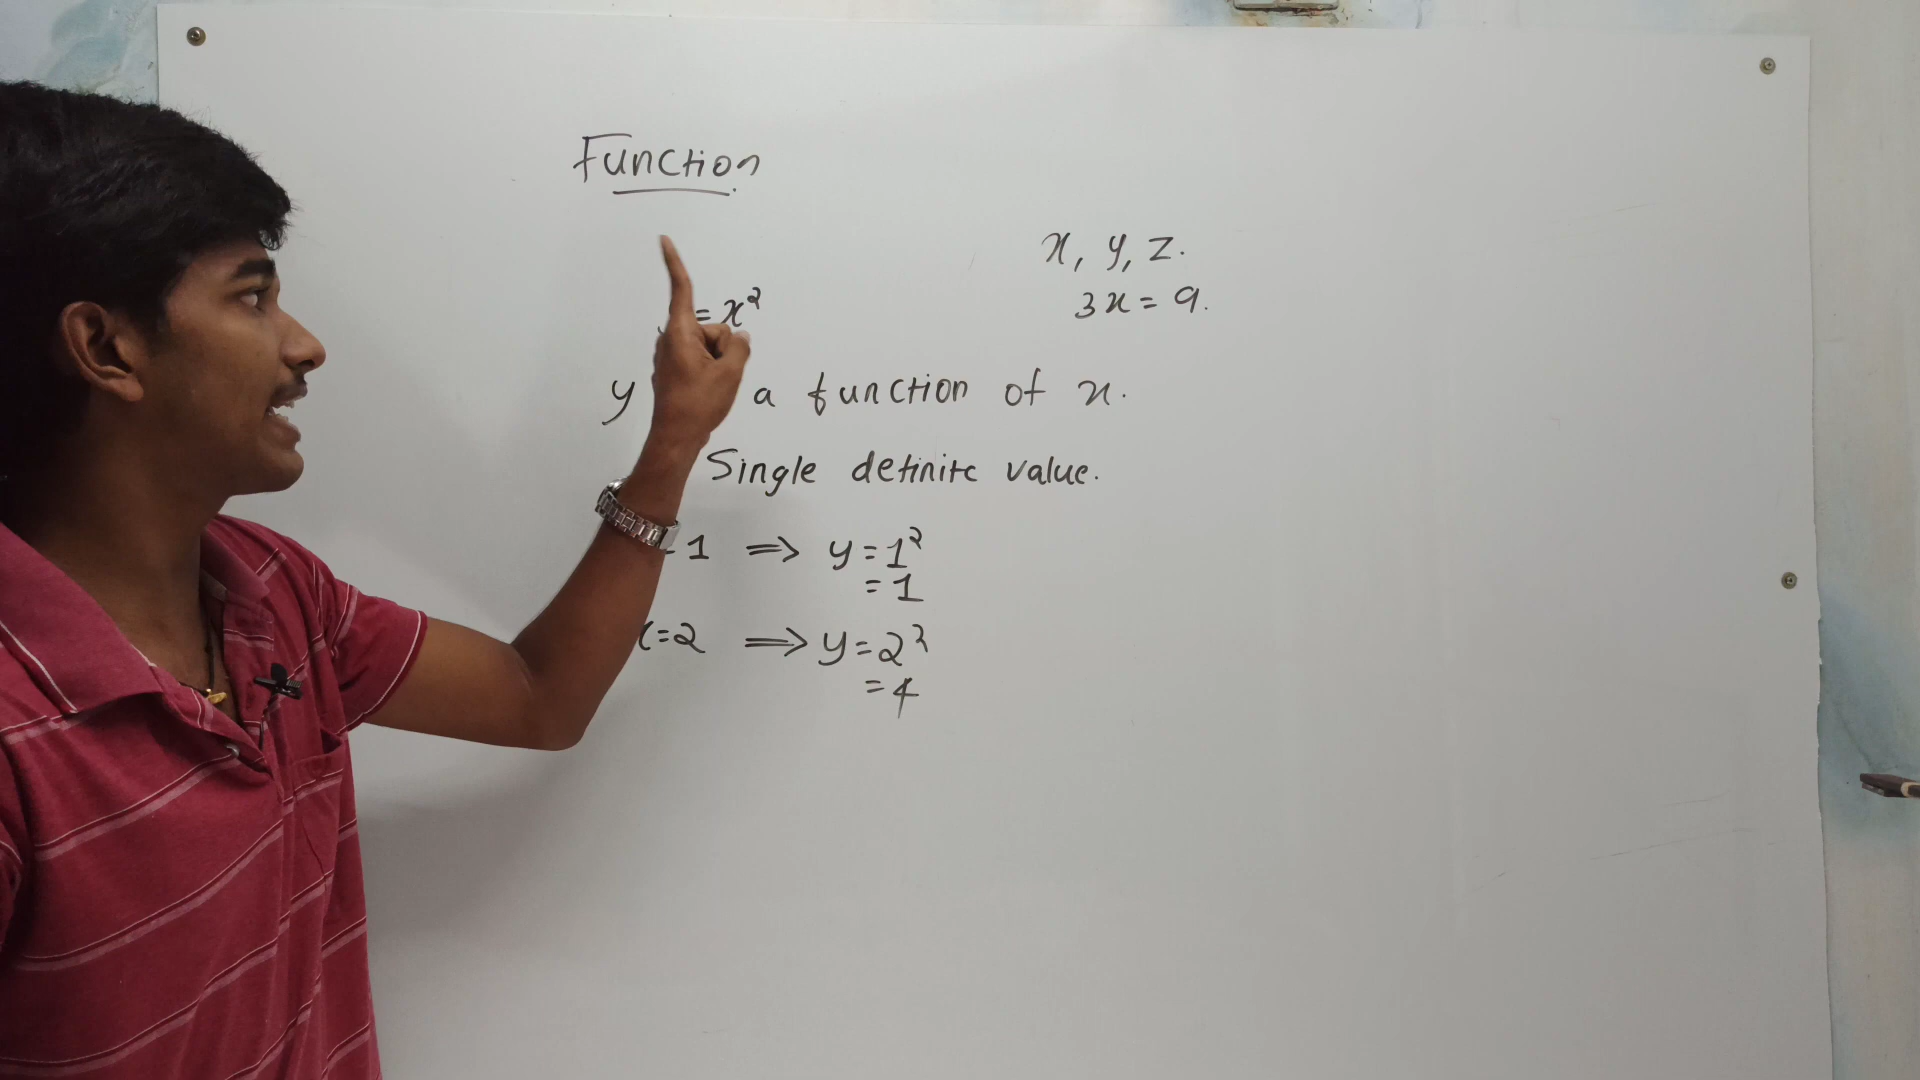 Function
x, y, z.
3x = 9.
= x²
y a function of x.
Single definite value.
1 ⇒ y = 1²
= 1
x=2 ⇒ y = 2²
= 4